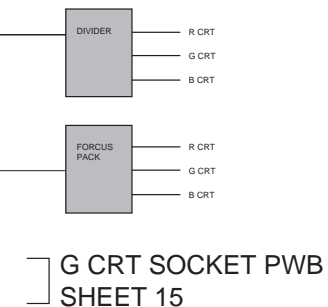 DIVIDER
R CRT
G CRT
B CRT
FORCUS
PACK
R CRT
G CRT
B CRT
G CRT SOCKET PWB
SHEET 15